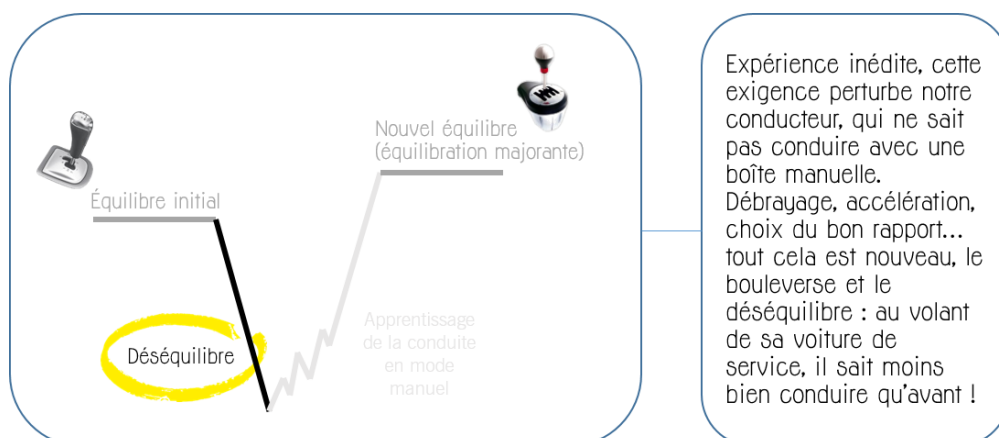 Nouvel équilibre
(équilibration majorante)
Équilibre initial
Déséquilibre
Apprentissage
de la conduite
en mode
manuel
Expérience inédite, cette
exigence perturbe notre
conducteur, qui ne sait
pas conduire avec une
boîte manuelle.
Débrayage, accélération,
choix du bon rapport...
tout cela est nouveau, le
bouleverse et le
déséquilibre : au volant
de sa voiture de
service, il sait moins
bien conduire qu'avant !